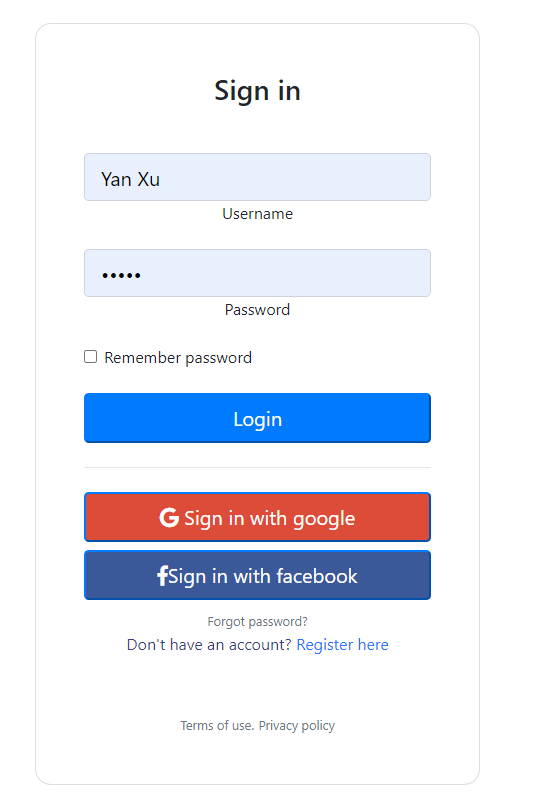 Sign in
Yan Xu
Username
•••••
Password
Remember password
Login
Sign in with google
Sign in with facebook
Forgot password?
Don't have an account? Register here
Terms of use. Privacy policy